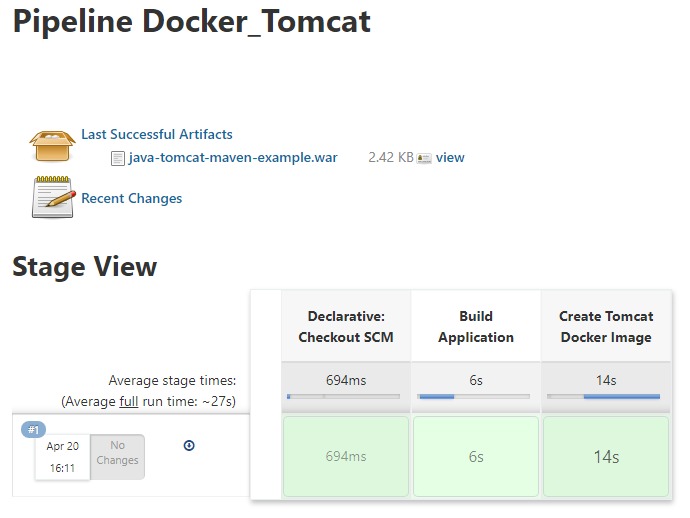 Pipeline Docker_Tomcat
Last Successful Artifacts
java-tomcat-maven-example.war 2.42 KB view
Recent Changes
Stage View
Declarative: Checkout SCM
Build Application
Create Tomcat Docker Image
Average stage times:
(Average full run time: ~27s)
694ms 6s 14s
#1
Apr 20
16:11
No Changes
694ms 6s 14s